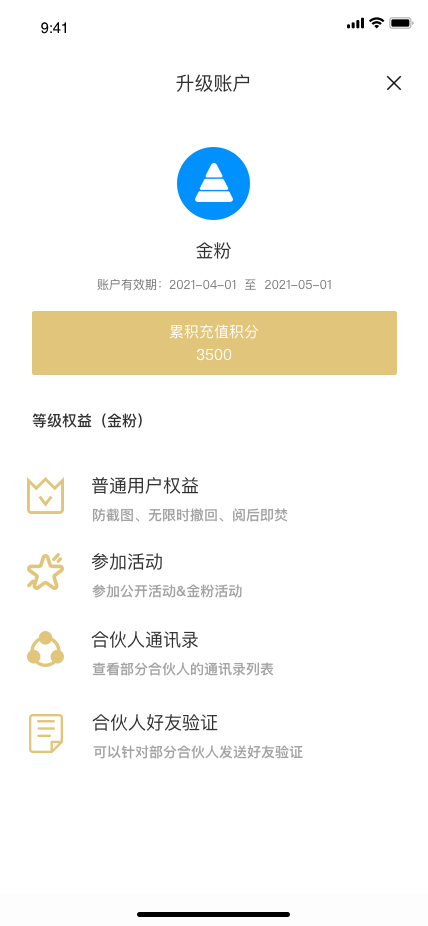 9:41
升级账户
金粉
账户有效期：2021-04-01 至 2021-05-01
累积充值积分
3500
等级权益（金粉）
普通用户权益
防截图、无限时撤回、阅后即焚
参加活动
参加公开活动&金粉活动
合伙人通讯录
查看部分合伙人的通讯录列表
合伙人好友验证
可以针对部分合伙人发送好友验证